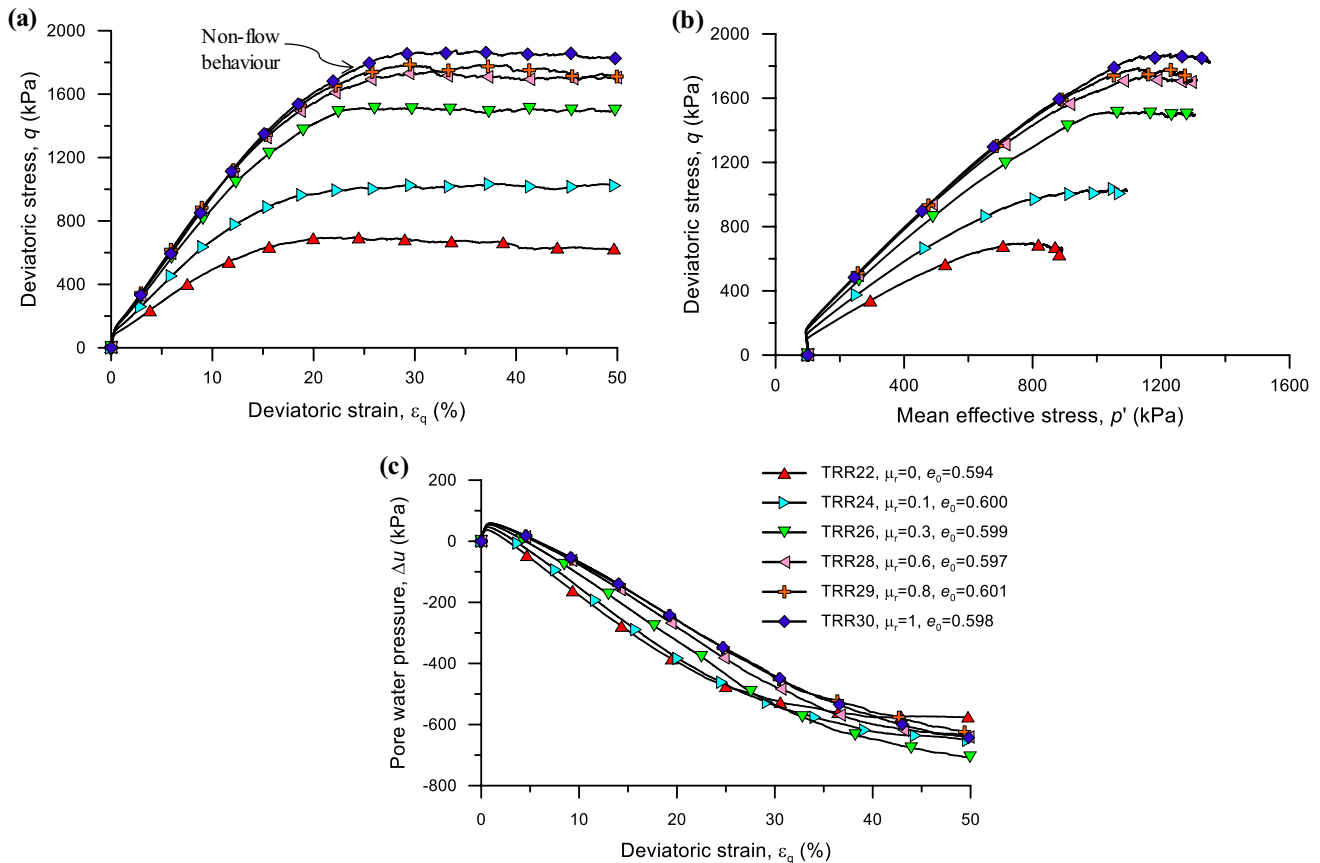 (a)
2000
1600
1200
800
400
0
Deviatoric stress, q (kPa)
Non-flow
behaviour
0 10 20 30 40 50
Deviatoric strain, εq (%)
(b)
2000
1600
1200
800
400
0
Deviatoric stress, q (kPa)
0 400 800 1200 1600
Mean effective stress, p' (kPa)
(c)
200
0
-200
-400
-600
-800
Pore water pressure, Δu (kPa)
0 10 20 30 40 50
Deviatoric strain, εq (%)
TRR22, μr=0, e0=0.594
TRR24, μr=0.1, e0=0.600
TRR26, μr=0.3, e0=0.599
TRR28, μr=0.6, e0=0.597
TRR29, μr=0.8, e0=0.601
TRR30, μr=1, e0=0.598